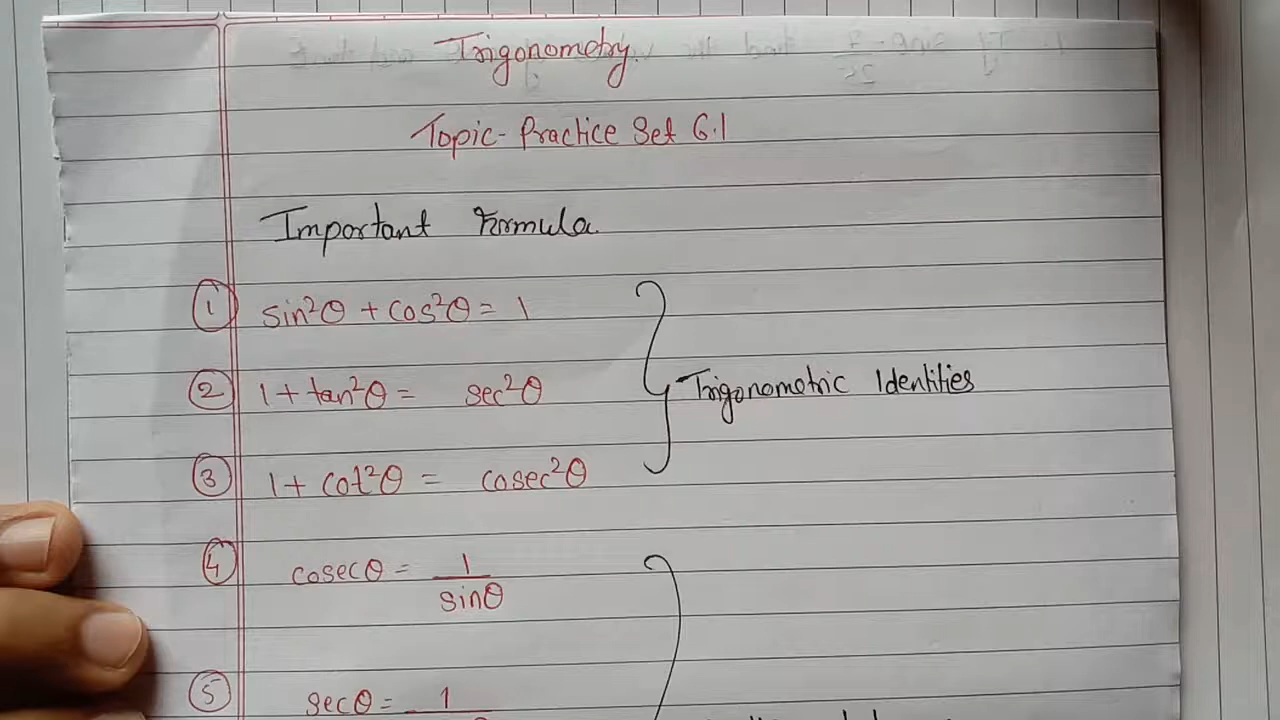 Trigonometry
Topic- Practice Set 6.1
Important Formula
1 sin²θ + cos²θ = 1
2 1 + tan²θ = sec²θ
Trigonometric Identities
3 1 + cot²θ = cosec²θ
4 cosecθ = 1/sinθ
5 secθ = 1